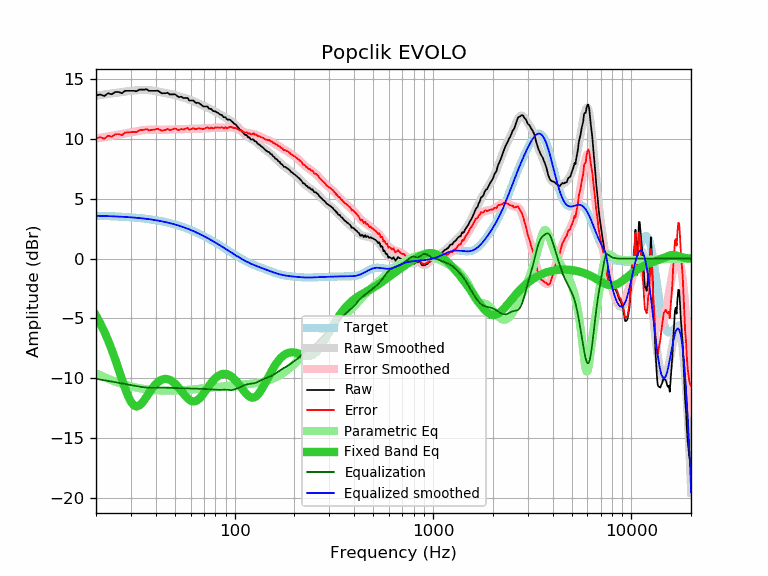 Popclik EVOLO
15
10
5
0
−5
−10
−15
−20
Amplitude (dBr)
Target
Raw Smoothed
Error Smoothed
Raw
Error
Parametric Eq
Fixed Band Eq
Equalization
Equalized smoothed
100 1000 10000
Frequency (Hz)